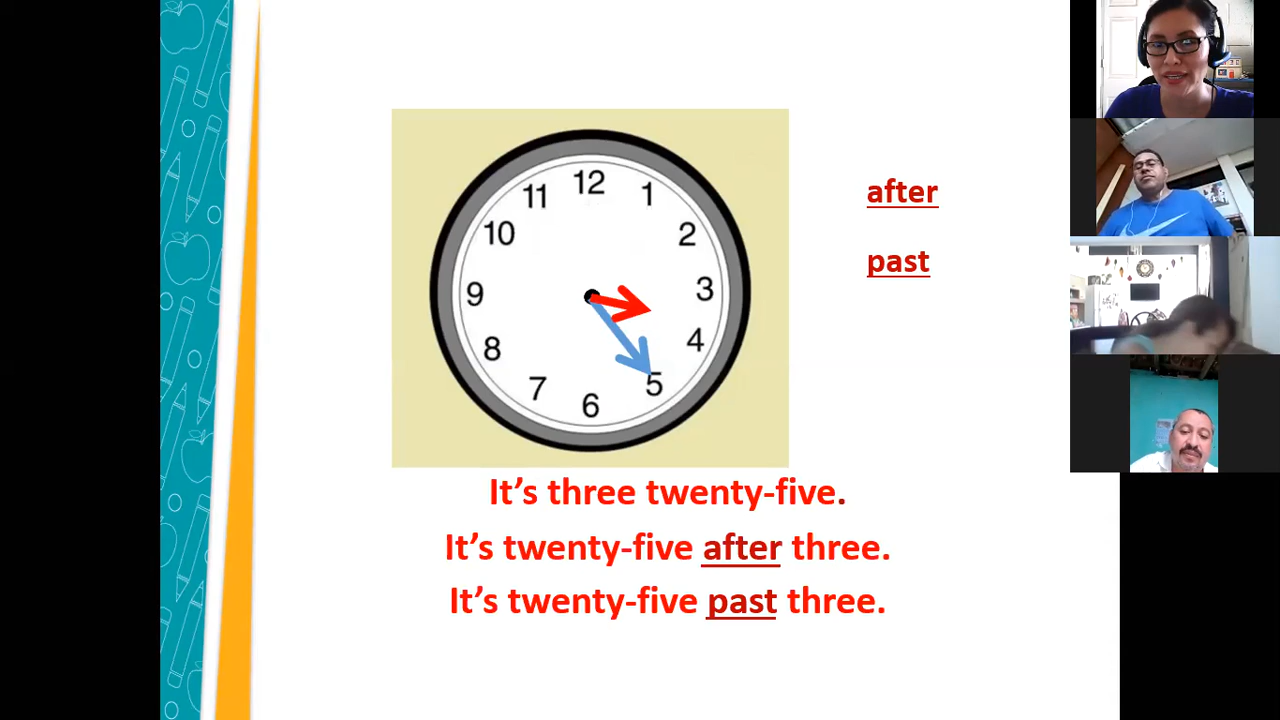 12
11
1
10
2
9
3
8
4
7
5
6
after
past
It's three twenty-five.
It's twenty-five after three.
It's twenty-five past three.